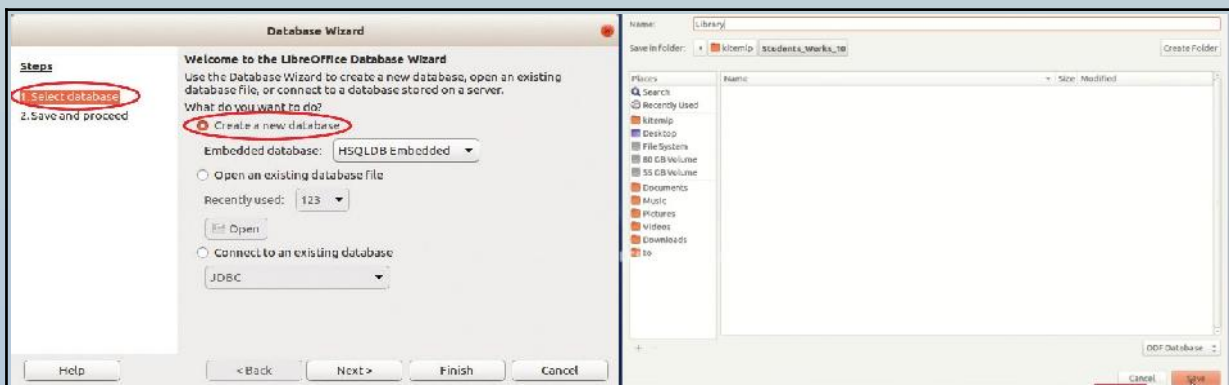 Database Wizard
Steps
1. Select database
2. Save and proceed
Welcome to the LibreOffice Database Wizard
Use the Database Wizard to create a new database, open an existing
database file, or connect to a database stored on a server.
What do you want to do?
Create a new database
Embedded database: HSQLDB Embedded
Open an existing database file
Recently used: 123
Open
Connect to an existing database
JDBC
Help
< Back
Next >
Finish
Cancel
Name: Library
Save in folder: kitemip Students_Works_10 Create Folder
Places Name Size Modified
Search
Recently Used
kitemip
Desktop
File System
80 GB Volume
55 GB Volume
Documents
Music
Pictures
Videos
Downloads
to
ODF Database
Cancel Save